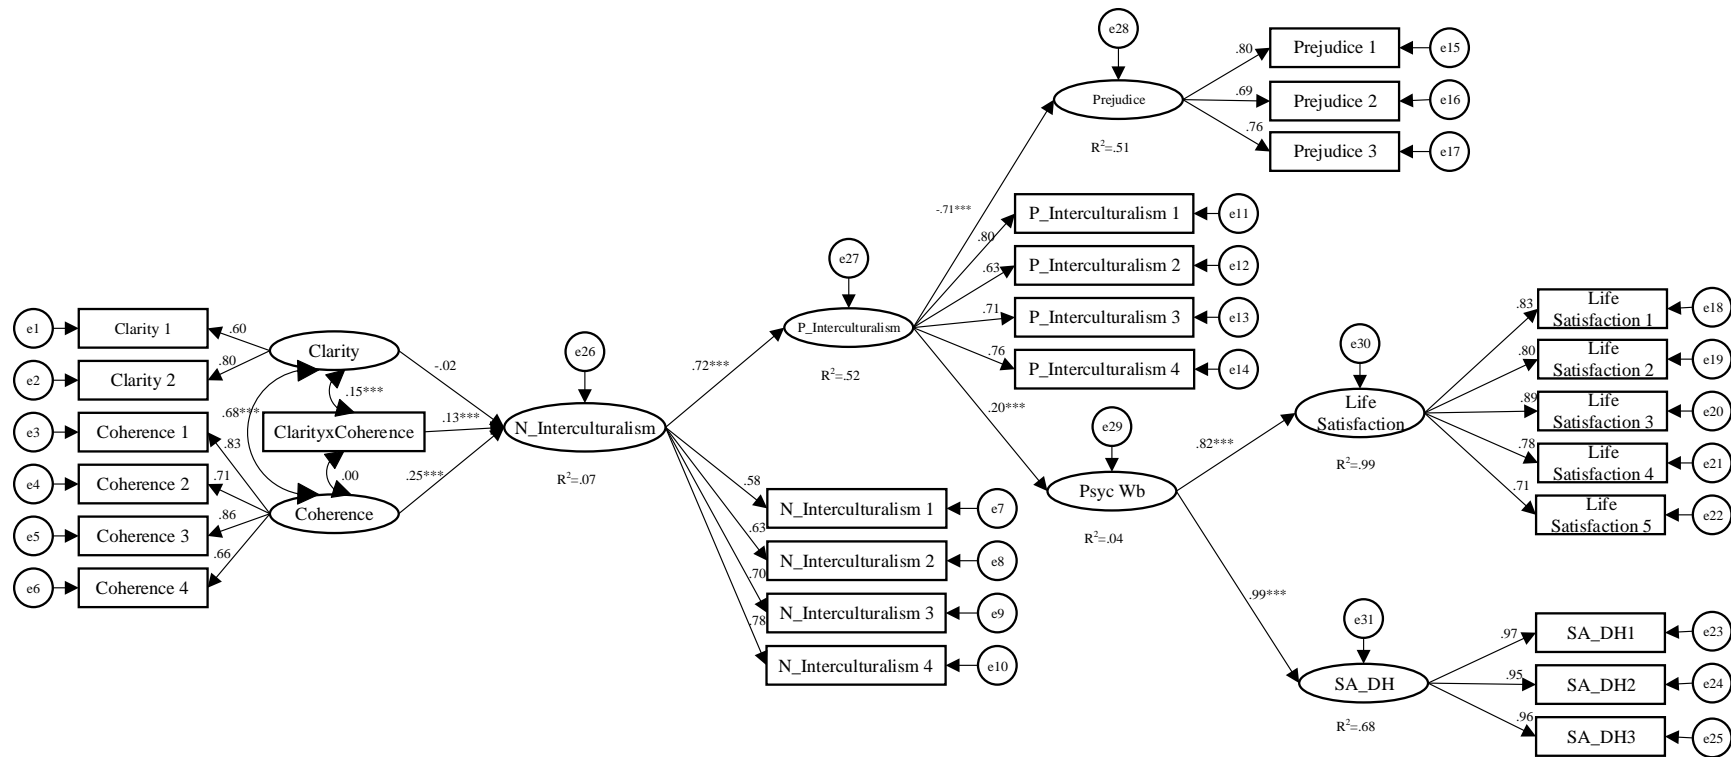 e28
Prejudice
R²=.51
.80
.69
.76
Prejudice 1
Prejudice 2
Prejudice 3
e15
e16
e17
-.71***
e27
P_Interculturalism
R²=.52
.80
.63
.71
.76
P_Interculturalism 1
P_Interculturalism 2
P_Interculturalism 3
P_Interculturalism 4
e11
e12
e13
e14
e1
e2
e3
e4
e5
e6
Clarity 1
Clarity 2
Coherence 1
Coherence 2
Coherence 3
Coherence 4
.60
.80
.83
.71
.86
.66
Clarity
ClarityxCoherence
Coherence
.68***
.15***
.00
-.02
.13***
.25***
e26
N_Interculturalism
R²=.07
.72***
.58
.63
.70
.78
N_Interculturalism 1
N_Interculturalism 2
N_Interculturalism 3
N_Interculturalism 4
e7
e8
e9
e10
.20***
e29
Psyc Wb
R²=.04
.82***
.99***
e30
Life
Satisfaction
R²=.99
.83
.80
.89
.78
.71
Life
Satisfaction 1
Life
Satisfaction 2
Life
Satisfaction 3
Life
Satisfaction 4
Life
Satisfaction 5
e18
e19
e20
e21
e22
e31
SA_DH
R²=.68
.97
.95
.96
SA_DH1
SA_DH2
SA_DH3
e23
e24
e25